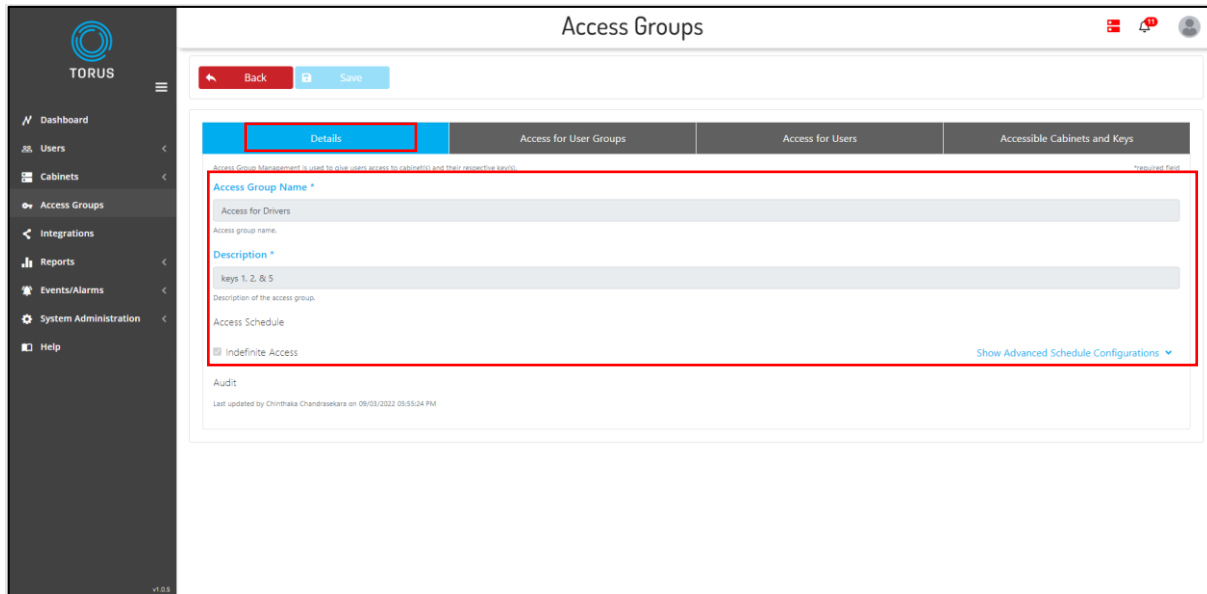 Access Groups
11
TORUS
Back
Save
Dashboard
Users
Cabinets
Access Groups
Integrations
Reports
Events/Alarms
System Administration
Help
v1.0.5
Details
Access for User Groups
Access for Users
Accessible Cabinets and Keys
Access Group Management is used to give users access to cabinet(s) and their respective key(s).
*required field
Access Group Name *
Access for Drivers
Access group name.
Description *
keys 1, 2, & 5
Description of the access group.
Access Schedule
Indefinite Access
Show Advanced Schedule Configurations
Audit
Last updated by Chinthaka Chandrasekara on 09/03/2022 05:55:24 PM